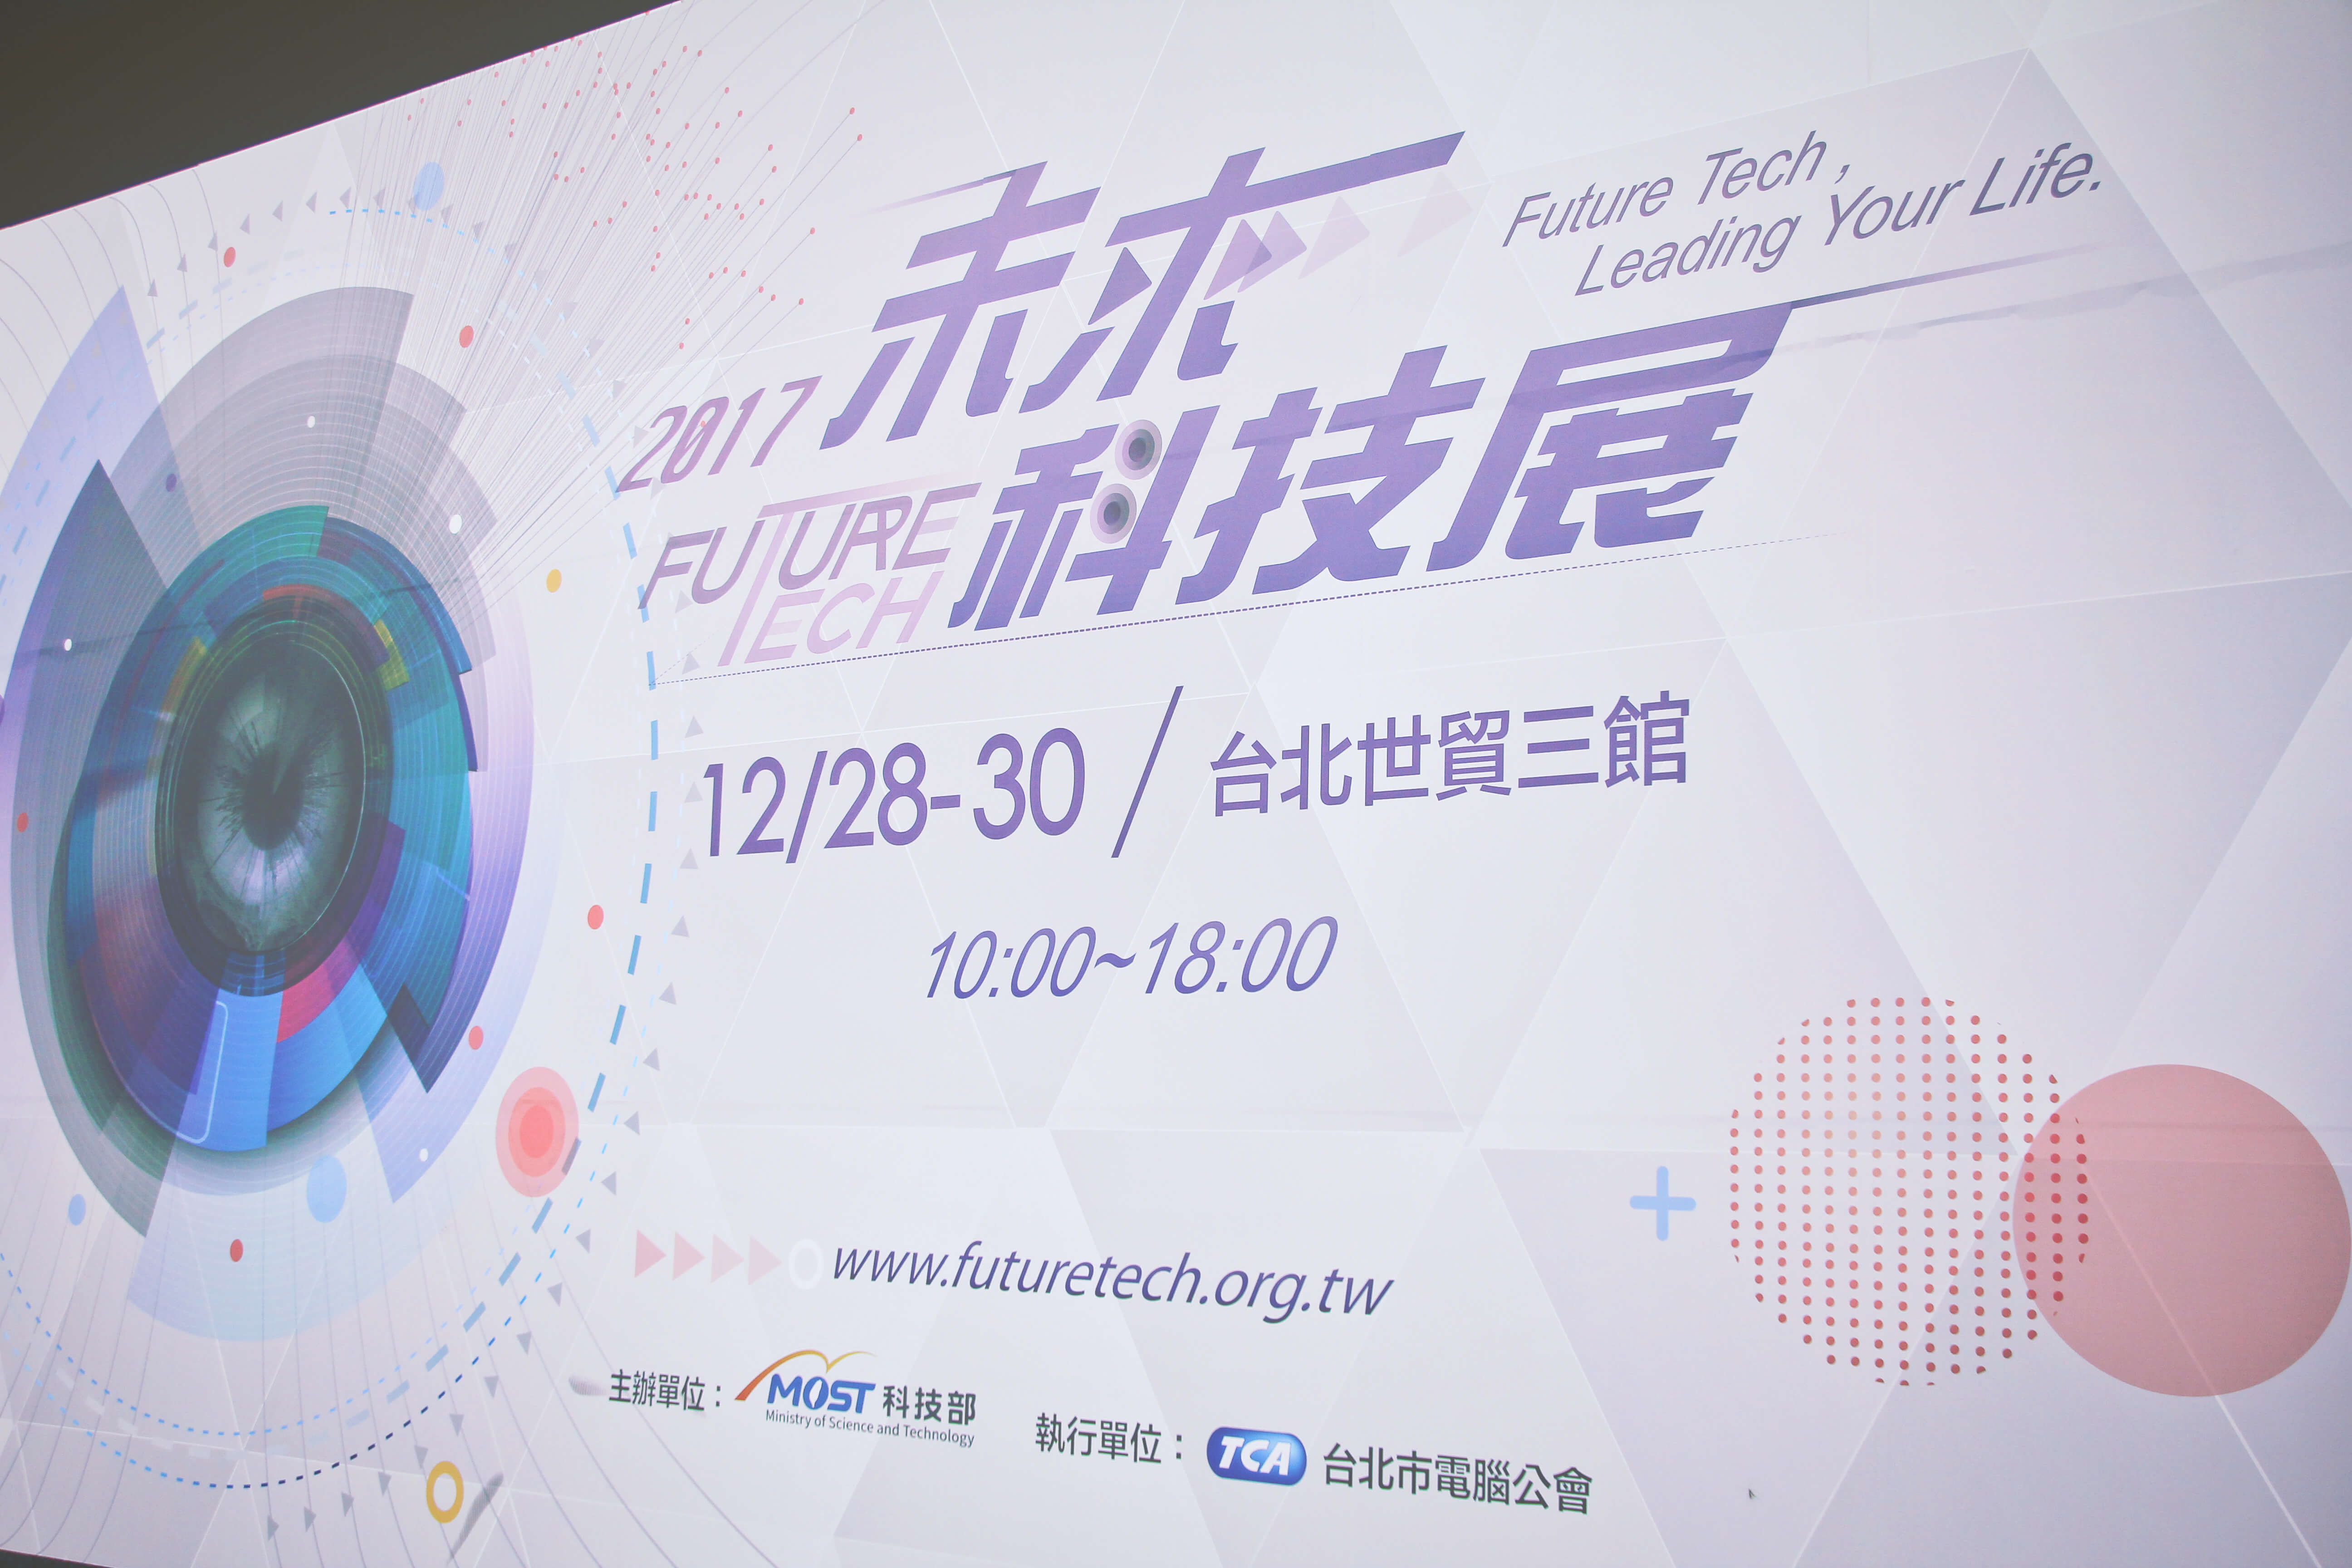 2017
未來
Future Tech,
Leading Your Life.
FUTURE
TECH
科技展
12/28-30 / 台北世貿三館
10:00~18:00
www.futuretech.org.tw
主辦單位： MOST 科技部
Ministry of Science and Technology
執行單位： TCA 台北市電腦公會